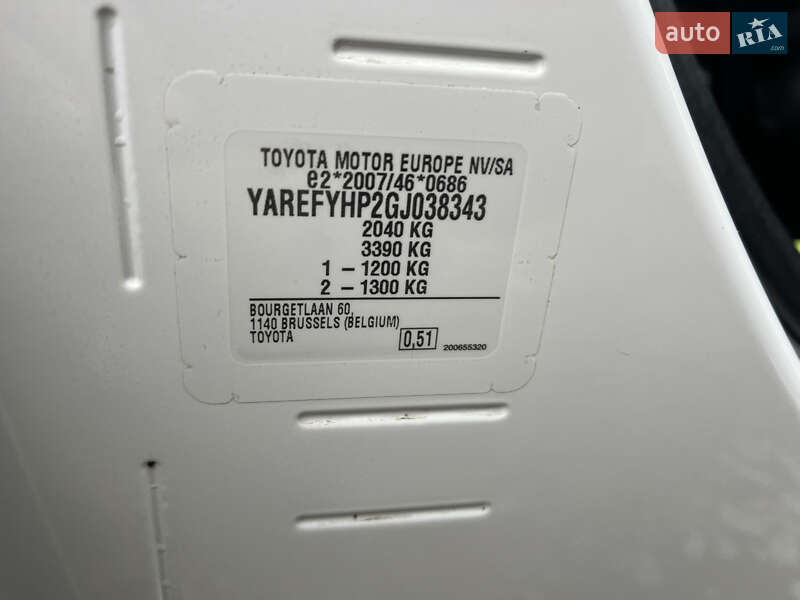 auto RIA .com
TOYOTA MOTOR EUROPE NV/SA
e2*2007/46*0686
YAREFYHP2GJ038343
2040 KG
3390 KG
1 – 1200 KG
2 – 1300 KG
BOURGETLAAN 60,
1140 BRUSSELS (BELGIUM)
TOYOTA
0,51
200655320